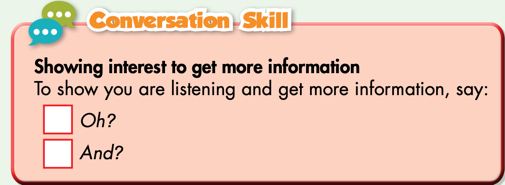 Conversation Skill
Showing interest to get more information
To show you are listening and get more information, say:
Oh?
And?